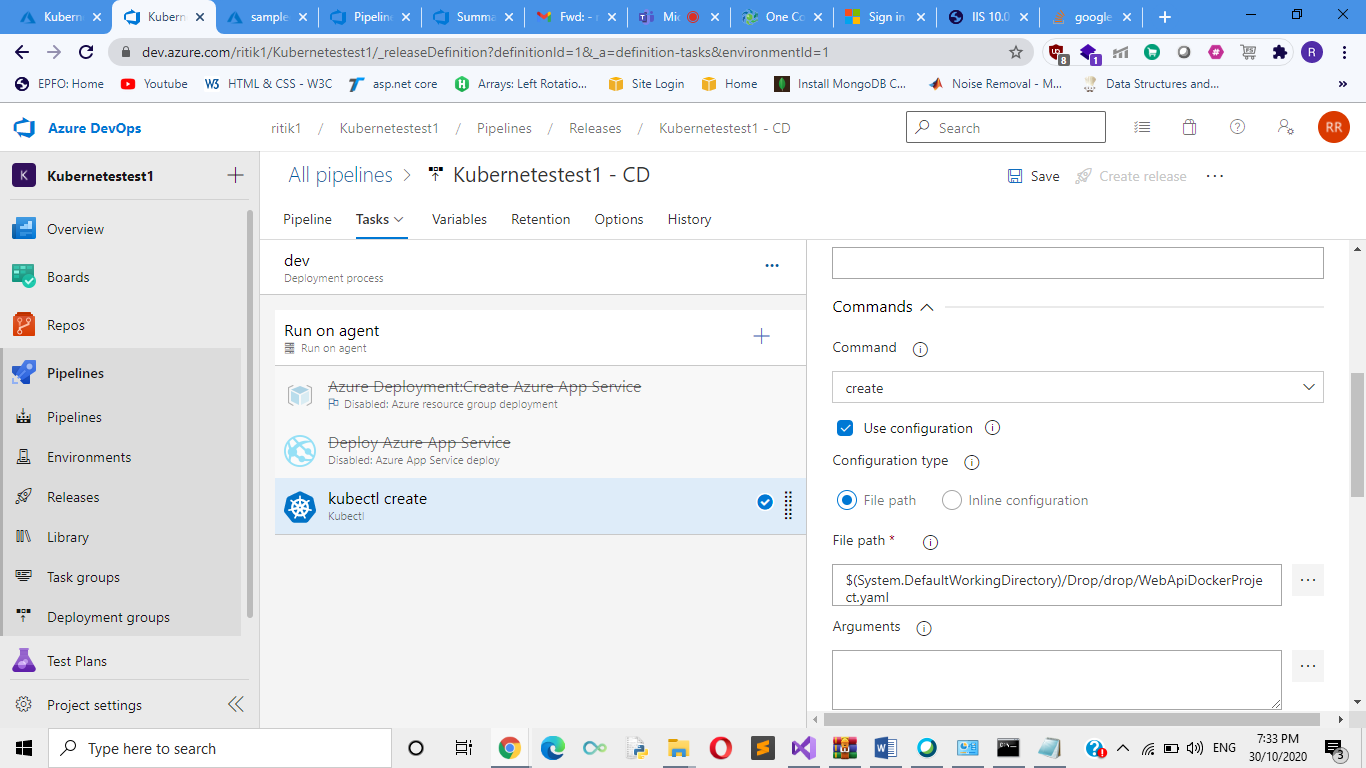 Kubern
Kubern
sample
Pipelin
Summa
Fwd: - r
Mic
One Co
Sign in
IIS 10.0
google
dev.azure.com/ritik1/Kubernetestest1/_releaseDefinition?definitionId=1&_a=definition-tasks&environmentId=1
8
1
R
EPFO: Home
Youtube
HTML & CSS - W3C
asp.net core
Arrays: Left Rotatio...
Site Login
Home
Install MongoDB C...
Noise Removal - M...
Data Structures and...
»
Azure DevOps
ritik1 / Kubernetestest1 / Pipelines / Releases / Kubernetestest1 - CD
Search
RR
K
Kubernetestest1
All pipelines > Kubernetestest1 - CD
Save
Create release
Pipeline
Tasks
Variables
Retention
Options
History
Overview
Boards
Repos
Pipelines
Pipelines
Environments
Releases
Library
Task groups
Deployment groups
Test Plans
Project settings
dev
Deployment process
Run on agent
Run on agent
Azure Deployment:Create Azure App Service
Disabled: Azure resource group deployment
Deploy Azure App Service
Disabled: Azure App Service deploy
kubectl create
Kubectl
Commands
Command
create
Use configuration
Configuration type
File path
Inline configuration
File path *
$(System.DefaultWorkingDirectory)/Drop/drop/WebApiDockerProje
ct.yaml
Arguments
Type here to search
ENG
7:33 PM
30/10/2020
3